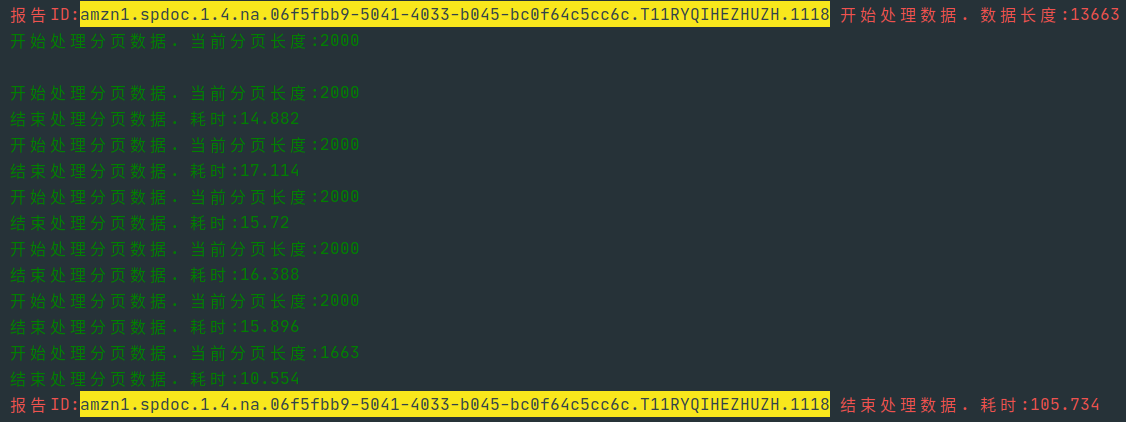 报告ID:amzn1.spdoc.1.4.na.06f5fbb9-5041-4033-b045-bc0f64c5cc6c.T11RYQIHEZHUZH.1118 开始处理数据. 数据长度:13663
开始处理分页数据. 当前分页长度:2000
开始处理分页数据. 当前分页长度:2000
结束处理分页数据. 耗时:14.882
开始处理分页数据. 当前分页长度:2000
结束处理分页数据. 耗时:17.114
开始处理分页数据. 当前分页长度:2000
结束处理分页数据. 耗时:15.72
开始处理分页数据. 当前分页长度:2000
结束处理分页数据. 耗时:16.388
开始处理分页数据. 当前分页长度:2000
结束处理分页数据. 耗时:15.896
开始处理分页数据. 当前分页长度:1663
结束处理分页数据. 耗时:10.554
报告ID:amzn1.spdoc.1.4.na.06f5fbb9-5041-4033-b045-bc0f64c5cc6c.T11RYQIHEZHUZH.1118 结束处理数据. 耗时:105.734